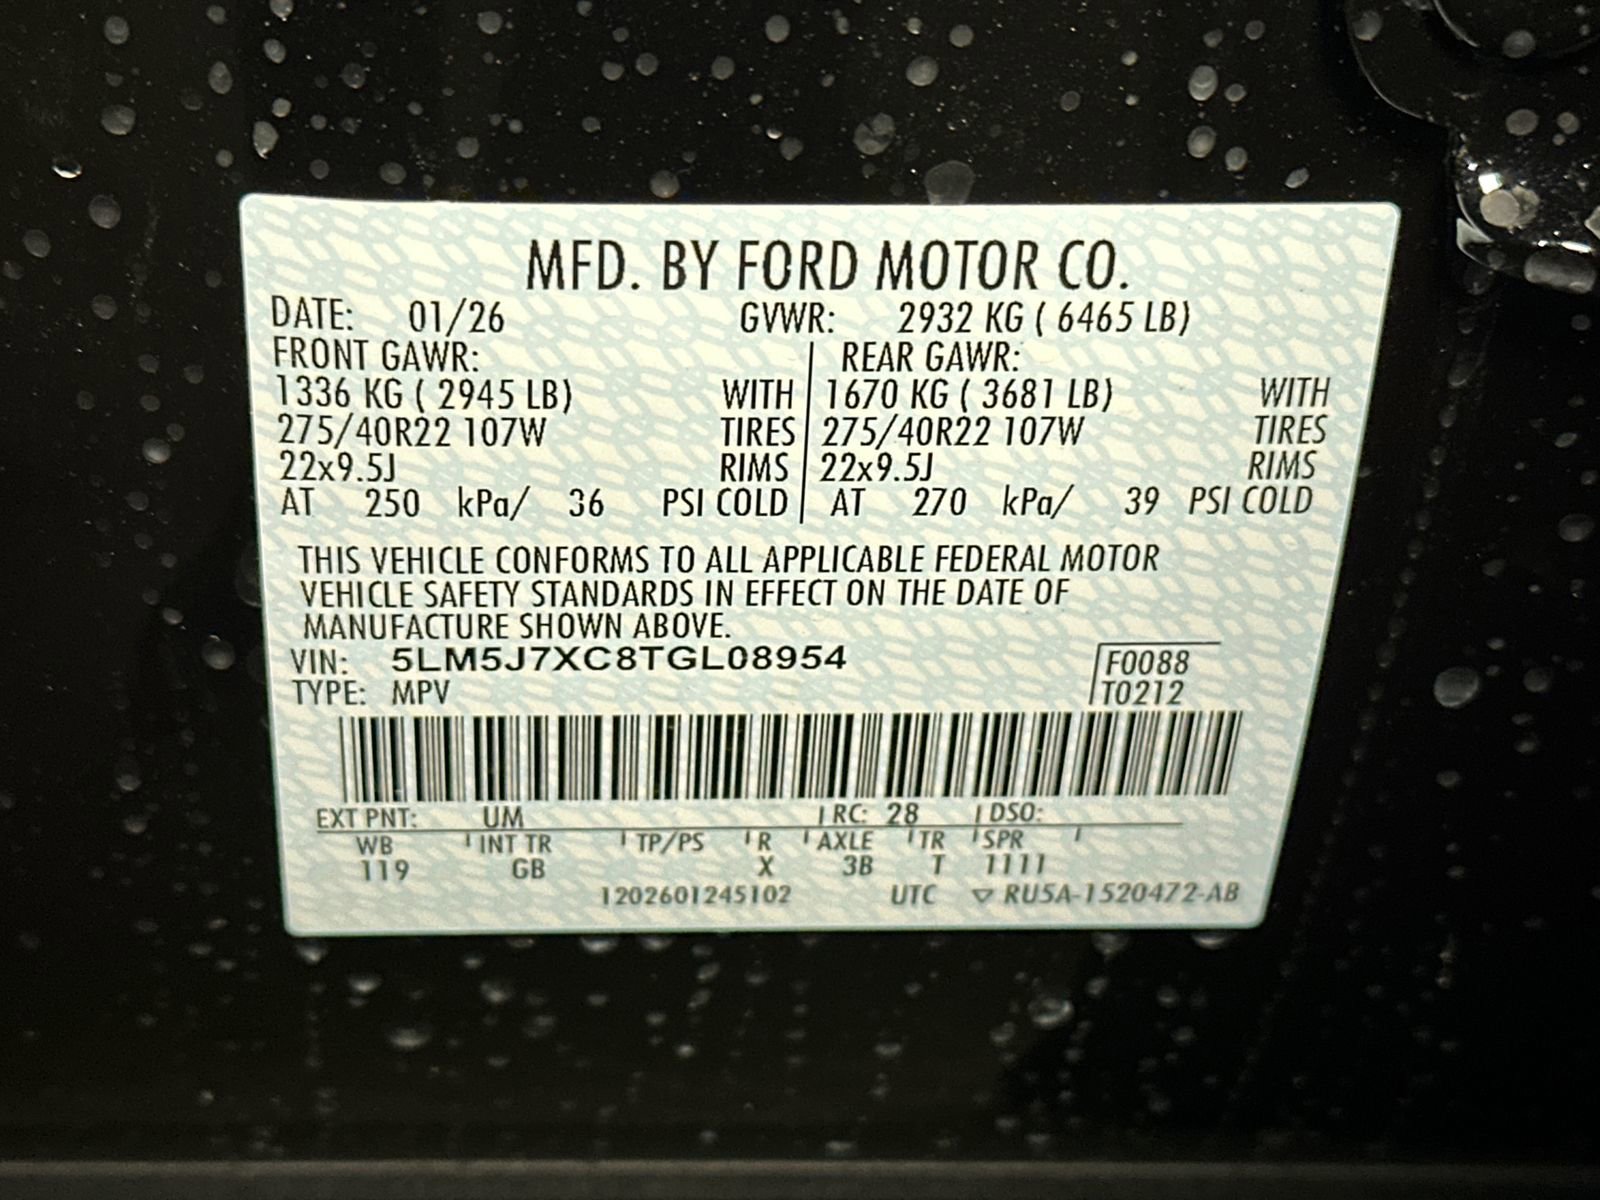 MFD. BY FORD MOTOR CO.
DATE: 01/26 GVWR: 2932 KG ( 6465 LB)
FRONT GAWR: REAR GAWR:
1336 KG ( 2945 LB) WITH 1670 KG ( 3681 LB) WITH
275/40R22 107W TIRES 275/40R22 107W TIRES
22x9.5J RIMS 22x9.5J RIMS
AT 250 kPa/ 36 PSI COLD AT 270 kPa/ 39 PSI COLD
THIS VEHICLE CONFORMS TO ALL APPLICABLE FEDERAL MOTOR
VEHICLE SAFETY STANDARDS IN EFFECT ON THE DATE OF
MANUFACTURE SHOWN ABOVE.
VIN: 5LM5J7XC8TGL08954 F0088
TYPE: MPV T0212
EXT PNT: UM RC: 28 DSO:
WB INT TR TP/PS R AXLE TR SPR
119 GB X 3B T 1111
1202601245102 UTC ▽ RU5A-1520472-AB